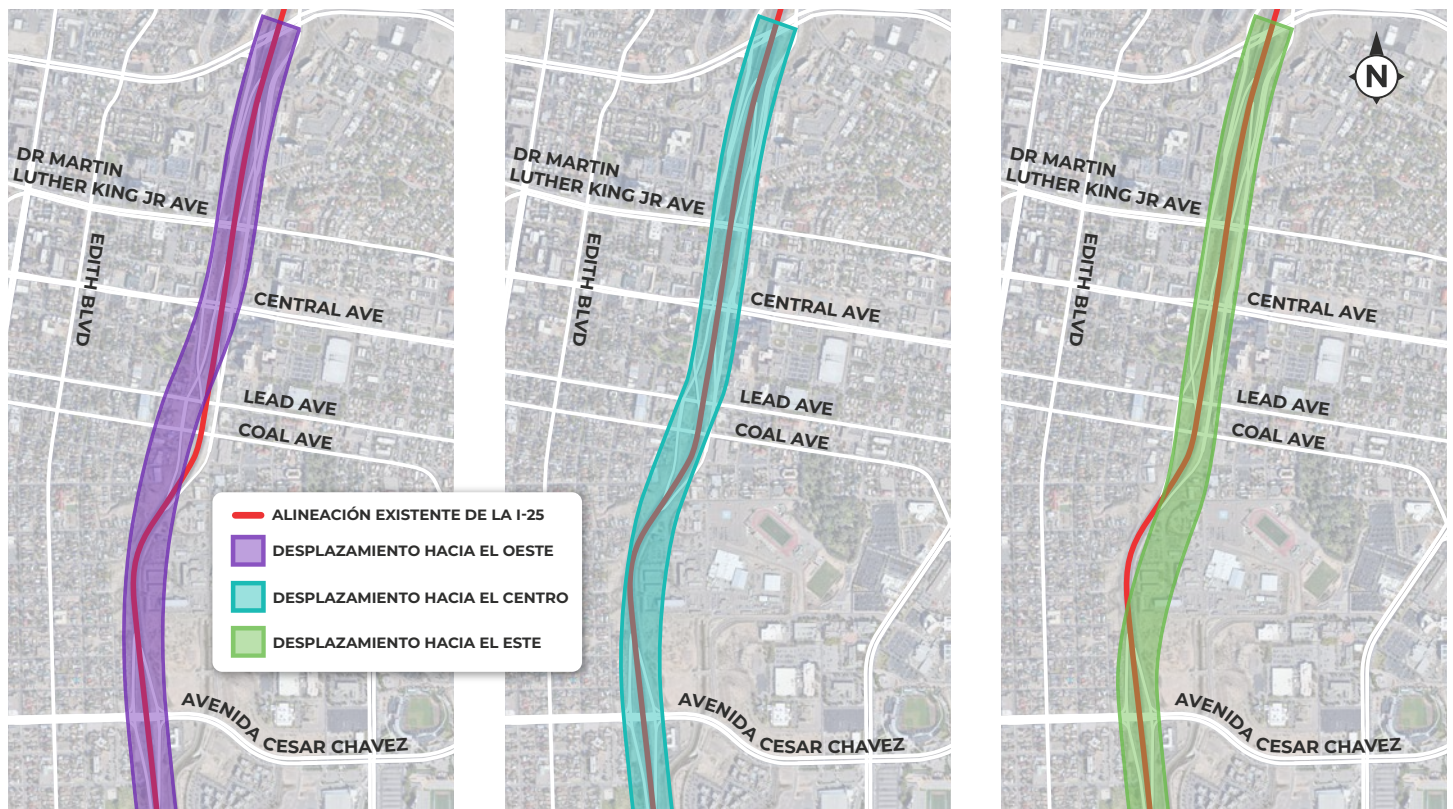 DR MARTIN
LUTHER KING JR AVE
EDITH BLVD
CENTRAL AVE
LEAD AVE
COAL AVE
AVENIDA CESAR CHAVEZ
DR MARTIN
LUTHER KING JR AVE
EDITH BLVD
CENTRAL AVE
LEAD AVE
COAL AVE
AVENIDA CESAR CHAVEZ
N
DR MARTIN
LUTHER KING JR AVE
EDITH BLVD
CENTRAL AVE
LEAD AVE
COAL AVE
AVENIDA CESAR CHAVEZ
ALINEACIÓN EXISTENTE DE LA I-25
DESPLAZAMIENTO HACIA EL OESTE
DESPLAZAMIENTO HACIA EL CENTRO
DESPLAZAMIENTO HACIA EL ESTE